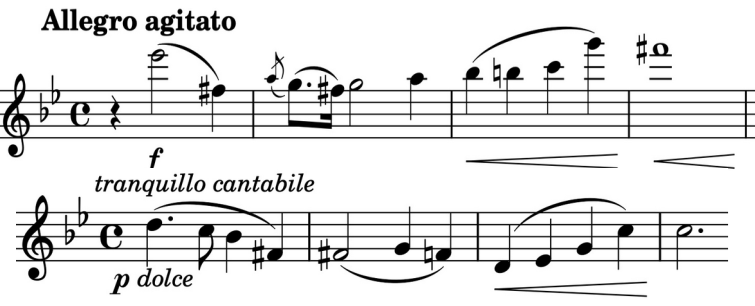 Allegro agitato
f
tranquillo cantabile
p dolce